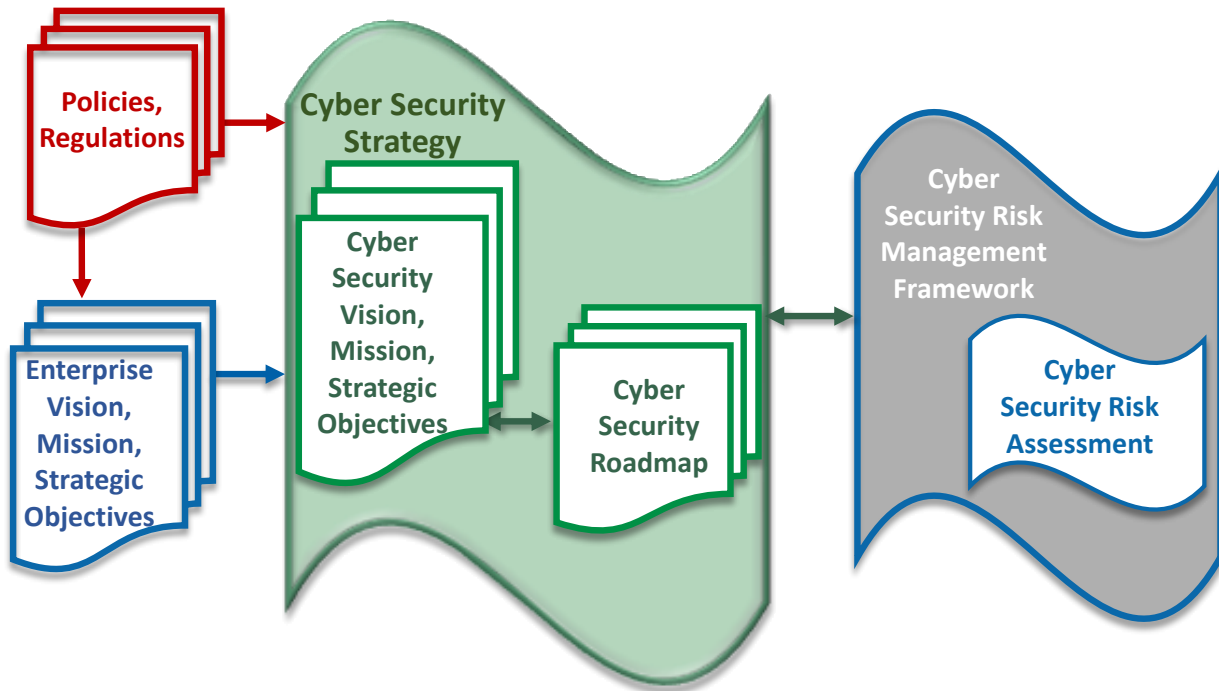 Policies,
Regulations
Cyber Security
Strategy
Cyber
Security
Vision,
Mission,
Strategic
Objectives
Enterprise
Vision,
Mission,
Strategic
Objectives
Cyber
Security
Roadmap
Cyber
Security Risk
Management
Framework
Cyber
Security Risk
Assessment